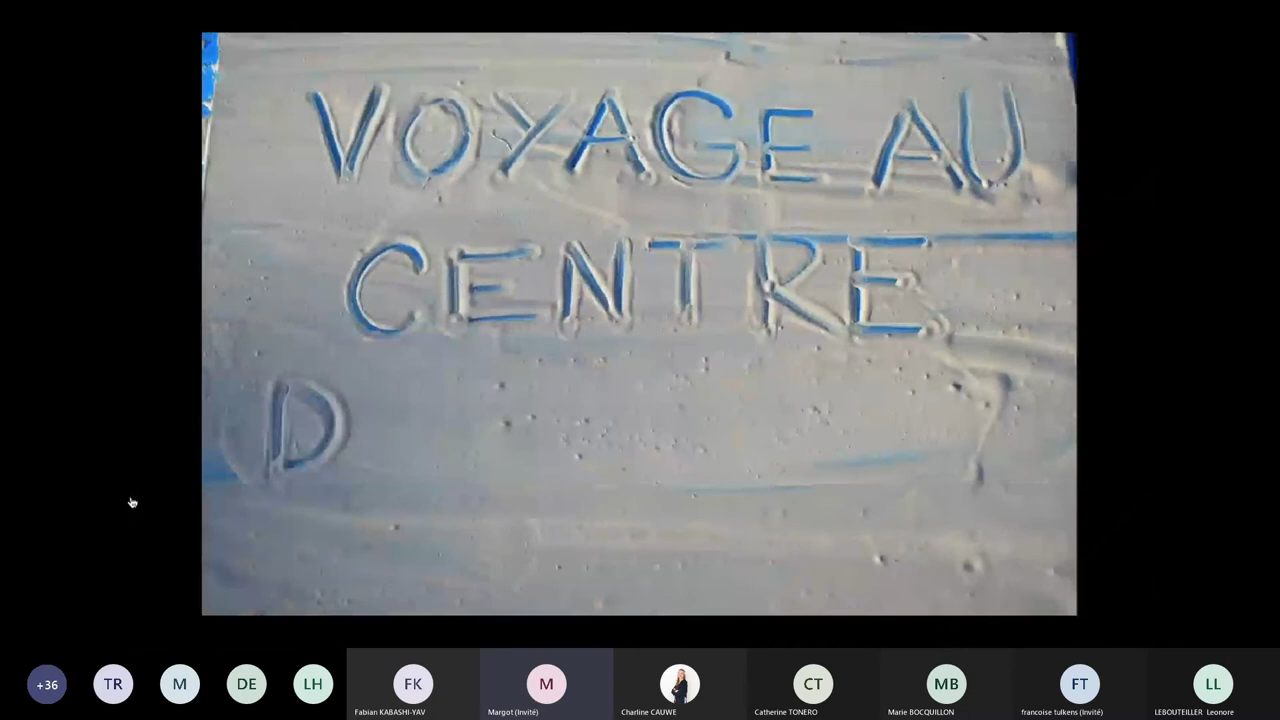 VOYAGE AU
CENTRE
D
+36
TR
M
DE
LH
FK
M
CT
MB
FT
LL
Fabian KABASHI-YAV
Margot (Invité)
Charline CAUWE
Catherine TONERO
Marie BOCQUILLON
francoise tulkens (Invité)
LEBOUTEILLER Leonore